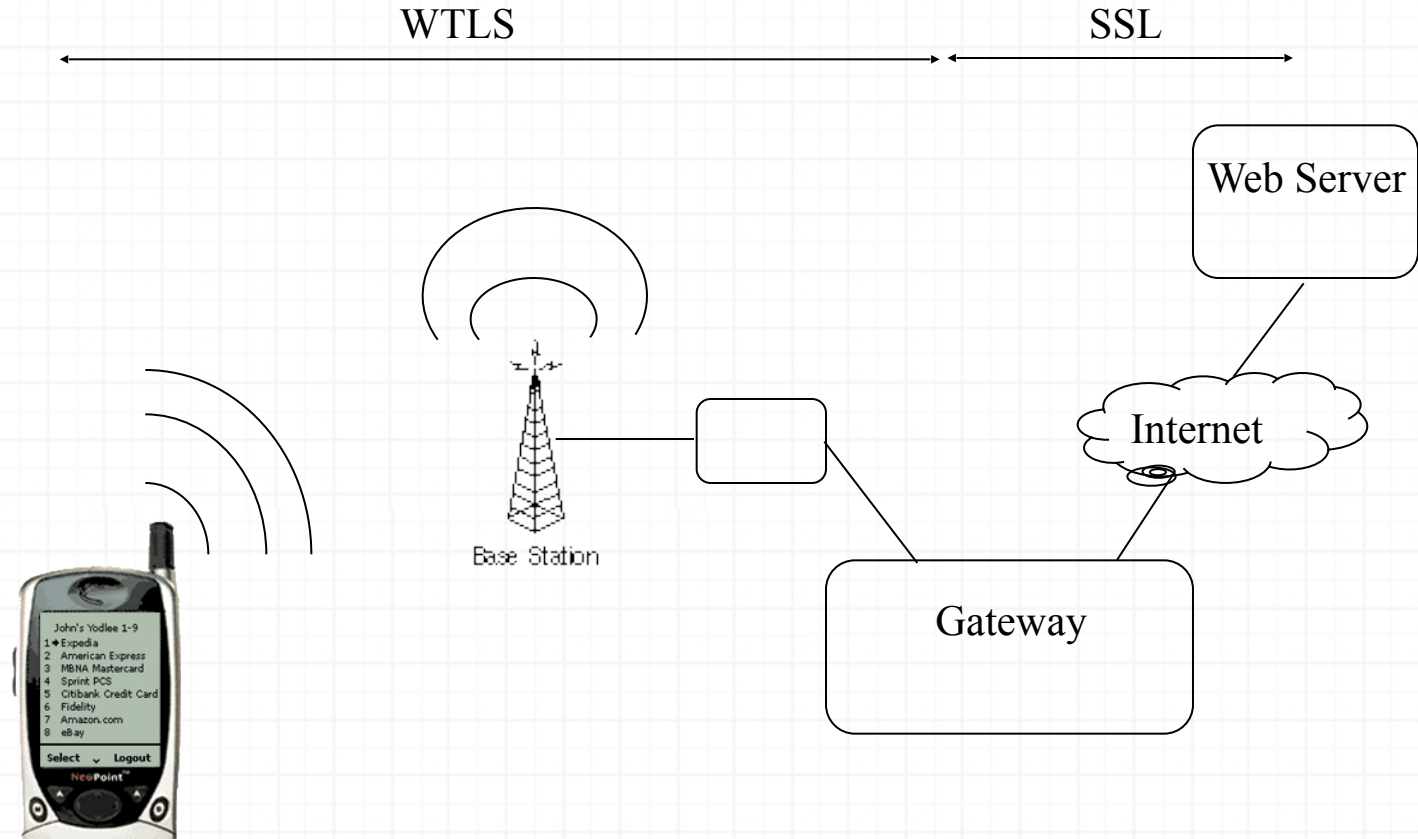 WTLS
SSL
Web Server
Internet
Base Station
Gateway
John's Yodlee 1-9
1 Expedia
2 American Express
3 MBNA Mastercard
4 Sprint PCS
5 Citibank Credit Card
6 Fidelity
7 Amazon.com
8 eBay
Select Logout
NeoPoint™